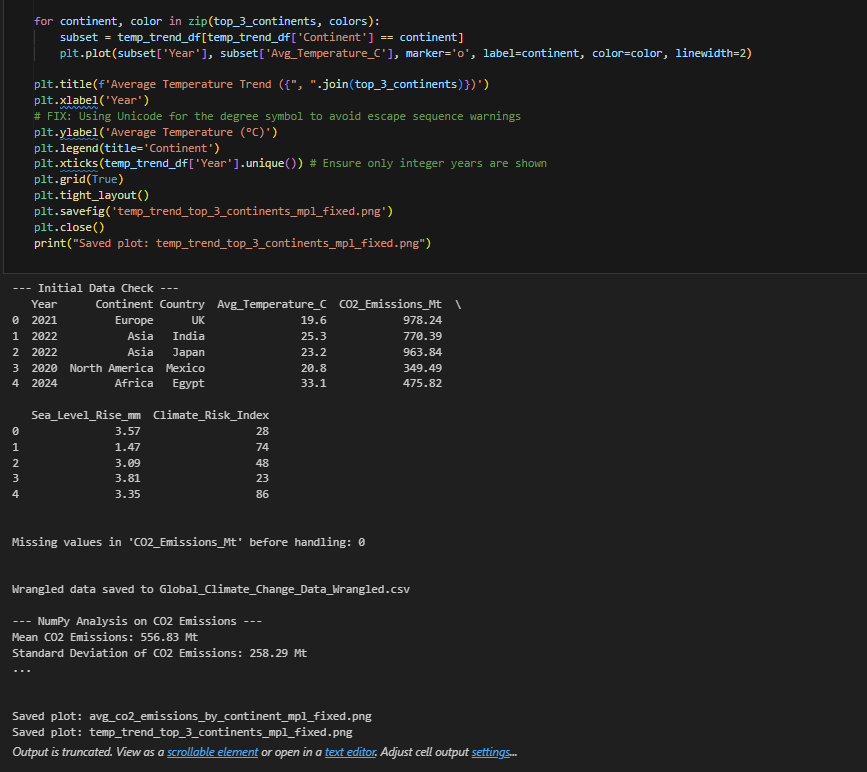 for continent, color in zip(top_3_continents, colors):
    subset = temp_trend_df[temp_trend_df['Continent'] == continent]
    plt.plot(subset['Year'], subset['Avg_Temperature_C'], marker='o', label=continent, color=color, linewidth=2)

plt.title(f'Average Temperature Trend ({", ".join(top_3_continents)})')
plt.xlabel('Year')
# FIX: Using Unicode for the degree symbol to avoid escape sequence warnings
plt.ylabel('Average Temperature (°C)')
plt.legend(title='Continent')
plt.xticks(temp_trend_df['Year'].unique()) # Ensure only integer years are shown
plt.grid(True)
plt.tight_layout()
plt.savefig('temp_trend_top_3_continents_mpl_fixed.png')
plt.close()
print("Saved plot: temp_trend_top_3_continents_mpl_fixed.png")

--- Initial Data Check ---
   Year      Continent Country  Avg_Temperature_C  CO2_Emissions_Mt  \
0  2021         Europe      UK               19.6            978.24
1  2022           Asia   India               25.3            770.39
2  2022           Asia   Japan               23.2            963.84
3  2020  North America  Mexico               20.8            349.49
4  2024         Africa   Egypt               33.1            475.82

   Sea_Level_Rise_mm  Climate_Risk_Index
0               3.57                  28
1               1.47                  74
2               3.09                  48
3               3.81                  23
4               3.35                  86

Missing values in 'CO2_Emissions_Mt' before handling: 0

Wrangled data saved to Global_Climate_Change_Data_Wrangled.csv

--- NumPy Analysis on CO2 Emissions ---
Mean CO2 Emissions: 556.83 Mt
Standard Deviation of CO2 Emissions: 258.29 Mt
...

Saved plot: avg_co2_emissions_by_continent_mpl_fixed.png
Saved plot: temp_trend_top_3_continents_mpl_fixed.png
Output is truncated. View as a scrollable element or open in a text editor. Adjust cell output settings...